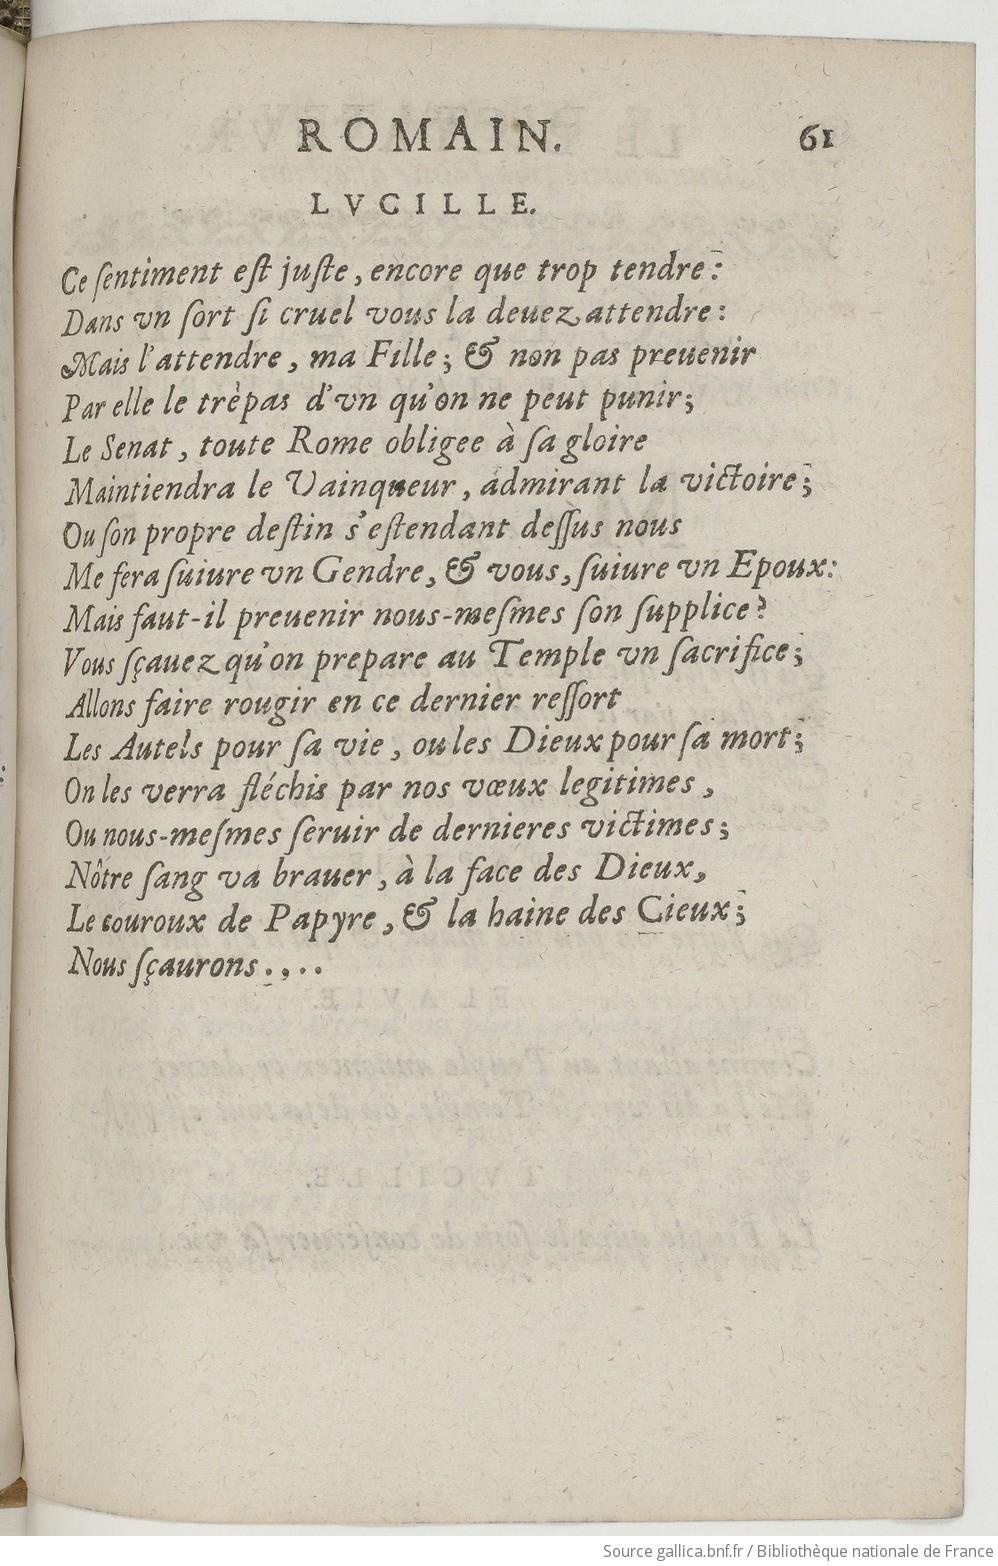 ROMAIN. 61
LVCILLE.
Ce ſentiment eſt juſte, encore que trop tendre:
Dans vn ſort ſi cruel vous la deuez attendre:
Mais l'attendre, ma Fille; & non pas preuenir
Par elle le trèpas d'vn qu'on ne peut punir;
Le Senat, toute Rome obligee à ſa gloire
Maintiendra le Vainqueur, admirant la victoire;
Ou ſon propre deſtin s'eſtendant deſſus nous
Me fera ſuiure vn Gendre, & vous, ſuiure vn Epoux:
Mais faut-il preuenir nous-meſmes ſon ſupplice?
Vous ſçauez qu'on prepare au Temple vn ſacrifice;
Allons faire rougir en ce dernier reſſort
Les Autels pour ſa vie, ou les Dieux pour ſa mort;
On les verra fléchis par nos vœux legitimes,
Ou nous-meſmes ſeruir de dernieres victimes;
Nôtre ſang va brauer, à la face des Dieux,
Le couroux de Papyre, & la haine des Cieux;
Nous ſçaurons....
Source gallica.bnf.fr / Bibliothèque nationale de France